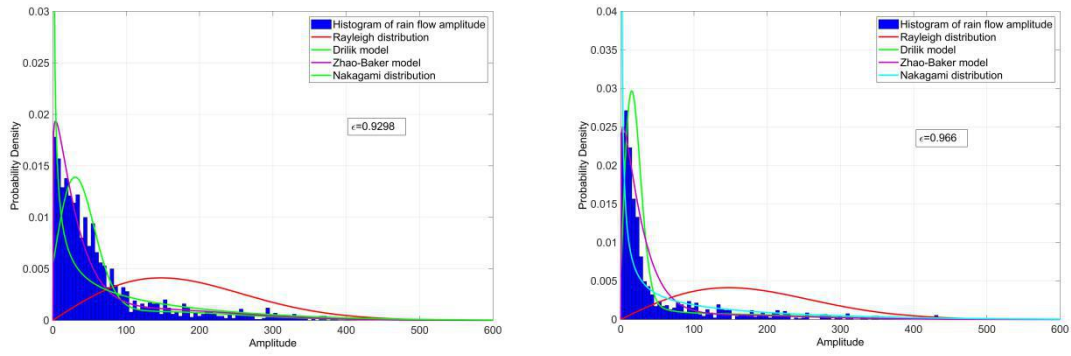 0.03
0.025
0.02
0.015
0.01
0.005
0
0 100 200 300 400 500 600
Probability Density
Amplitude
Histogram of rain flow amplitude
Rayleigh distribution
Drilik model
Zhao-Baker model
Nakagami distribution
ϵ=0.9298
0.04
0.035
0.03
0.025
0.02
0.015
0.01
0.005
0
0 100 200 300 400 500 600
Probability Density
Amplitude
Histogram of rain flow amplitude
Rayleigh distribution
Drilik model
Zhao-Baker model
Nakagami distribution
ϵ=0.966